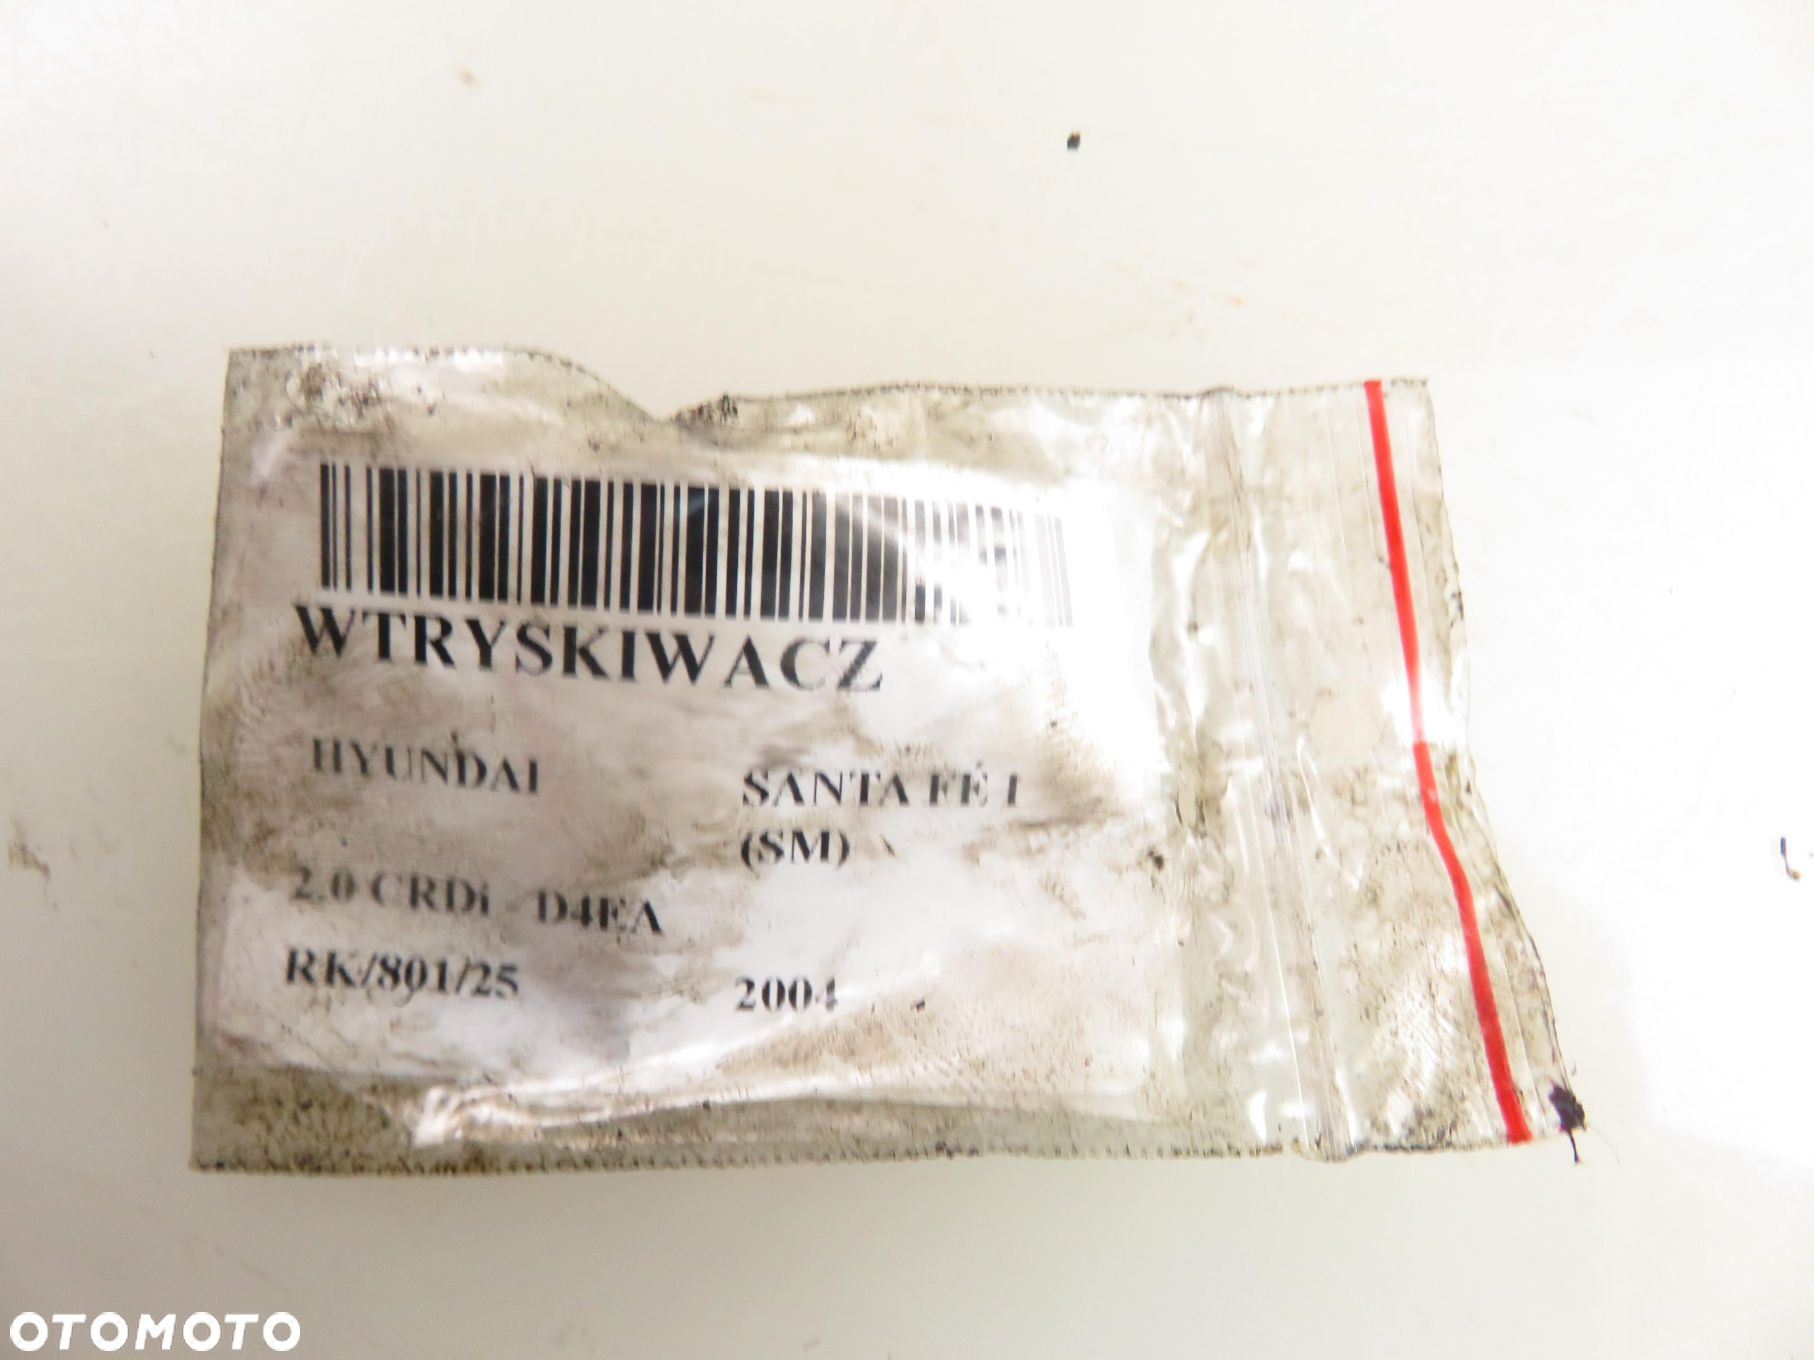 WTRYSKIWACZ
HYUNDAI
SANTA FÉ I
(SM)
2.0 CRDi - D4EA
RK/801/25
2004
OTOMOTO